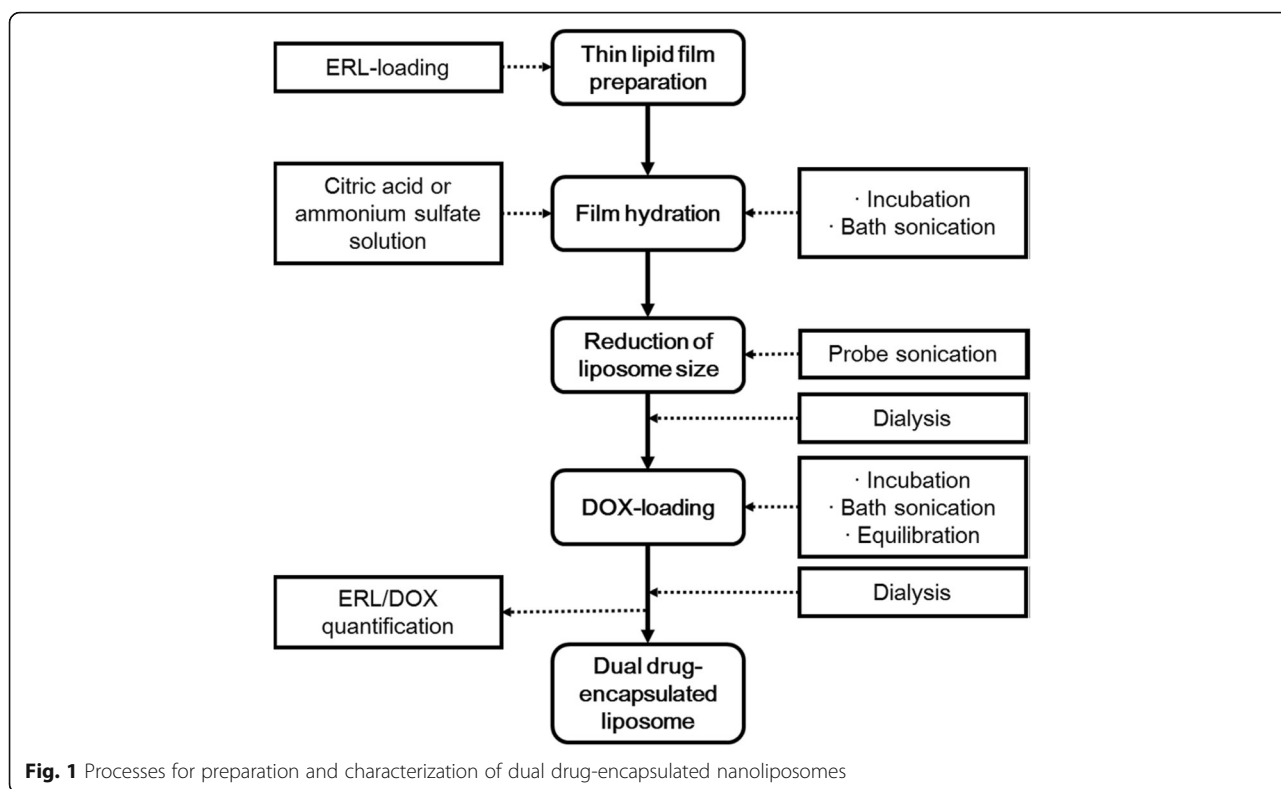 ERL-loading
Thin lipid film
preparation
Citric acid or
ammonium sulfate
solution
Film hydration
· Incubation
· Bath sonication
Reduction of
liposome size
Probe sonication
Dialysis
DOX-loading
· Incubation
· Bath sonication
· Equilibration
ERL/DOX
quantification
Dialysis
Dual drug-
encapsulated
liposome
Fig. 1 Processes for preparation and characterization of dual drug-encapsulated nanoliposomes